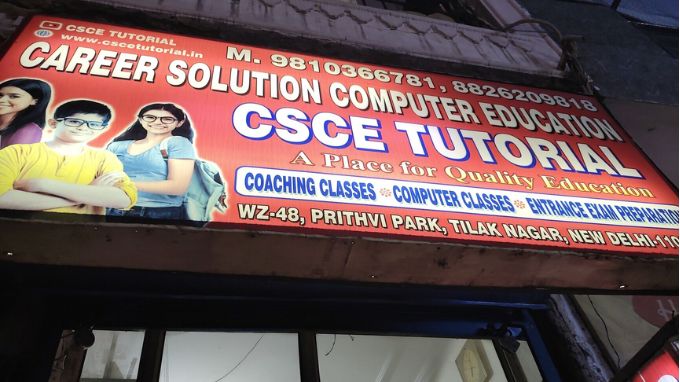 CSCE TUTORIAL
www.cscetutorial.in
M. 9810366781, 8826209818
CAREER SOLUTION COMPUTER EDUCATION
CSCE TUTORIAL
A Place for Quality Education
COACHING CLASSES * COMPUTER CLASSES * ENTRANCE EXAM PREPARATION
WZ-48, PRITHVI PARK, TILAK NAGAR, NEW DELHI-110